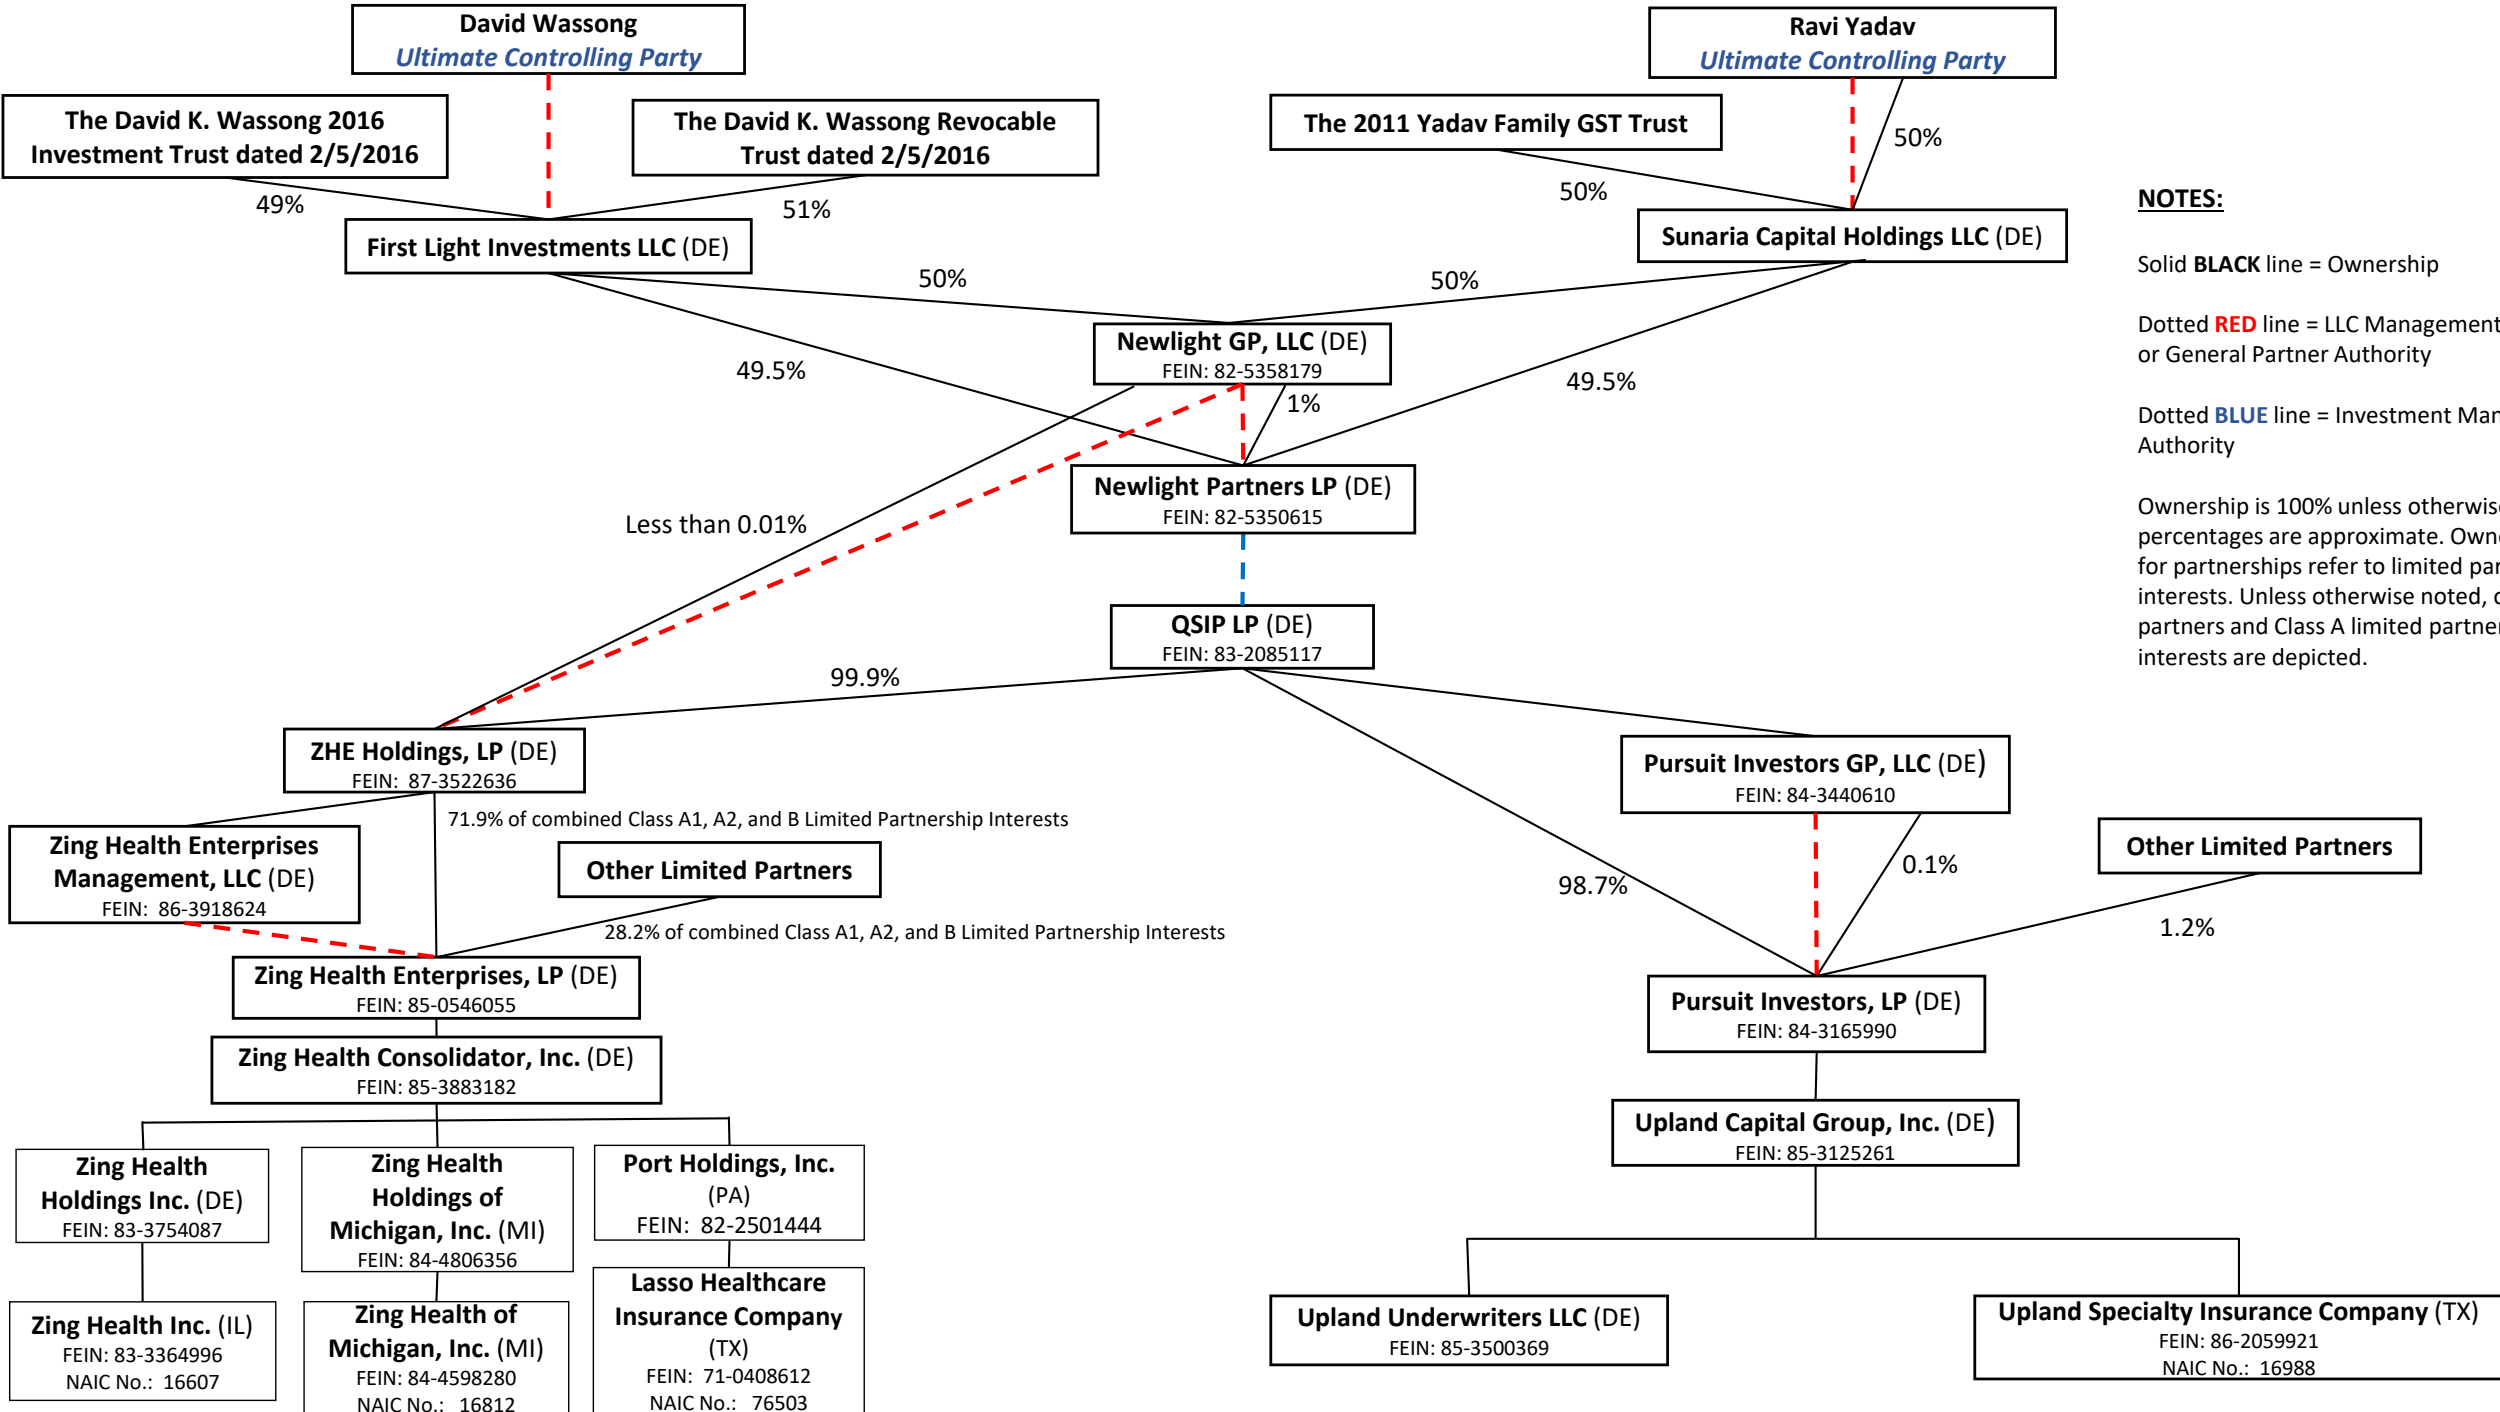 David Wassong
Ultimate Controlling Party
Ravi Yadav
Ultimate Controlling Party
The David K. Wassong 2016
Investment Trust dated 2/5/2016
The David K. Wassong Revocable
Trust dated 2/5/2016
The 2011 Yadav Family GST Trust
50%
49%
51%
50%
First Light Investments LLC (DE)
Sunaria Capital Holdings LLC (DE)
50%
50%
Newlight GP, LLC (DE)
FEIN: 82-5358179
49.5%
1%
49.5%
Newlight Partners LP (DE)
FEIN: 82-5350615
Less than 0.01%
QSIP LP (DE)
FEIN: 83-2085117
99.9%
NOTES:
Solid BLACK line = Ownership
Dotted RED line = LLC Management
or General Partner Authority
Dotted BLUE line = Investment
Authority
Ownership is 100% unless
percentages are approximate.
for partnerships refer to limited
interests. Unless otherwise noted,
partners and Class A limited
interests are depicted.
ZHE Holdings, LP (DE)
FEIN: 87-3522636
Pursuit Investors GP, LLC (DE)
FEIN: 84-3440610
71.9% of combined Class A1, A2, and B Limited Partnership Interests
Zing Health Enterprises
Management, LLC (DE)
FEIN: 86-3918624
Other Limited Partners
98.7%
0.1%
Other Limited Partners
1.2%
28.2% of combined Class A1, A2, and B Limited Partnership Interests
Zing Health Enterprises, LP (DE)
FEIN: 85-0546055
Pursuit Investors, LP (DE)
FEIN: 84-3165990
Zing Health Consolidator, Inc. (DE)
FEIN: 85-3883182
Upland Capital Group, Inc. (DE)
FEIN: 85-3125261
Zing Health
Holdings Inc. (DE)
FEIN: 83-3754087
Zing Health
Holdings of
Michigan, Inc. (MI)
FEIN: 84-4806356
Port Holdings, Inc.
(PA)
FEIN: 82-2501444
Zing Health Inc. (IL)
FEIN: 83-3364996
NAIC No.: 16607
Zing Health of
Michigan, Inc. (MI)
FEIN: 84-4598280
NAIC No.: 16812
Lasso Healthcare
Insurance Company
(TX)
FEIN: 71-0408612
NAIC No.: 76503
Upland Underwriters LLC (DE)
FEIN: 85-3500369
Upland Specialty Insurance Company (TX)
FEIN: 86-2059921
NAIC No.: 16988